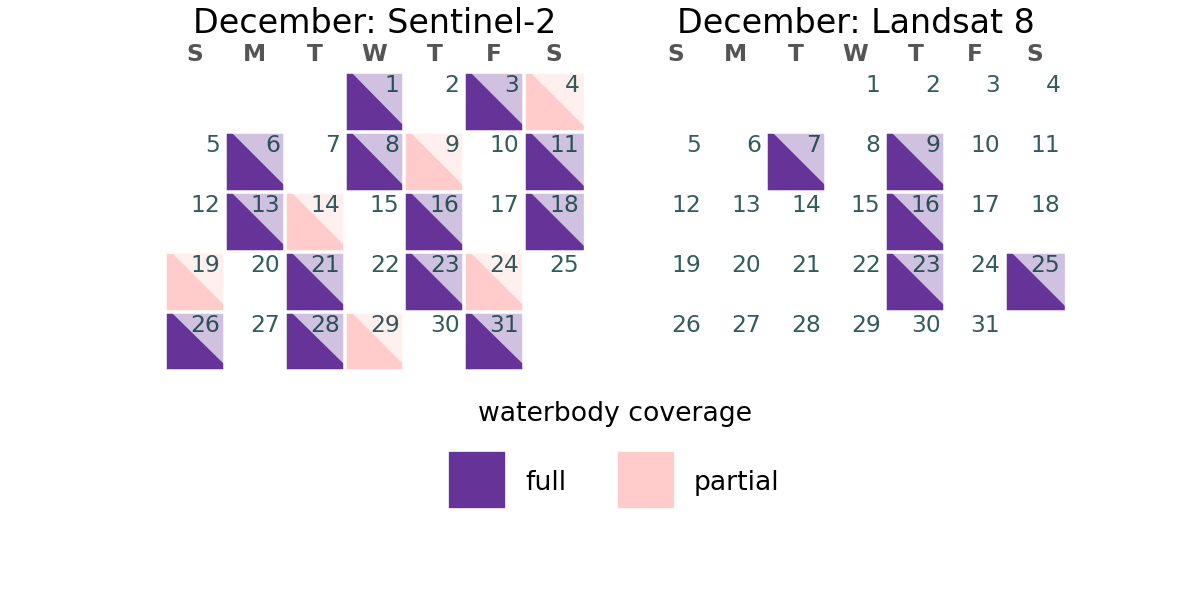 December: Sentinel-2
S M T W T F S
1 2 3 4
5 6 7 8 9 10 11
12 13 14 15 16 17 18
19 20 21 22 23 24 25
26 27 28 29 30 31
December: Landsat 8
S M T W T F S
1 2 3 4
5 6 7 8 9 10 11
12 13 14 15 16 17 18
19 20 21 22 23 24 25
26 27 28 29 30 31
waterbody coverage
full partial